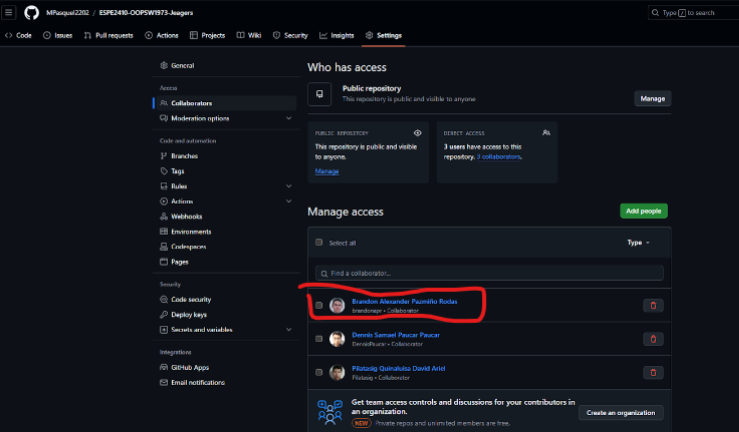 MPasquel2202 / ESPE2410-OOPSW1973-Jeagers
Type / to search
Code Issues Pull requests Actions Projects Wiki Security Insights Settings
General
Access
Collaborators
Moderation options
Code and automation
Branches
Tags
Rules
Actions
Webhooks
Environments
Codespaces
Pages
Security
Code security
Deploy keys
Secrets and variables
Integrations
GitHub Apps
Email notifications
Who has access
Public repository
This repository is public and visible to anyone
Manage
PUBLIC REPOSITORY
This repository is public and visible
to anyone.
Manage
DIRECT ACCESS
3 users have access to this
repository. 3 collaborators.
Manage access
Add people
Select all
Type
Find a collaborator...
Brandon Alexander Pazmiño Rodas
brandonapr • Collaborator
Dennis Samuel Paucar Paucar
DennisPaucar • Collaborator
Pilatasig Quinaluisa David Ariel
Pilatasig • Collaborator
Get team access controls and discussions for your contributors in
an organization.
NEW Private repos and unlimited members are free.
Create an organization